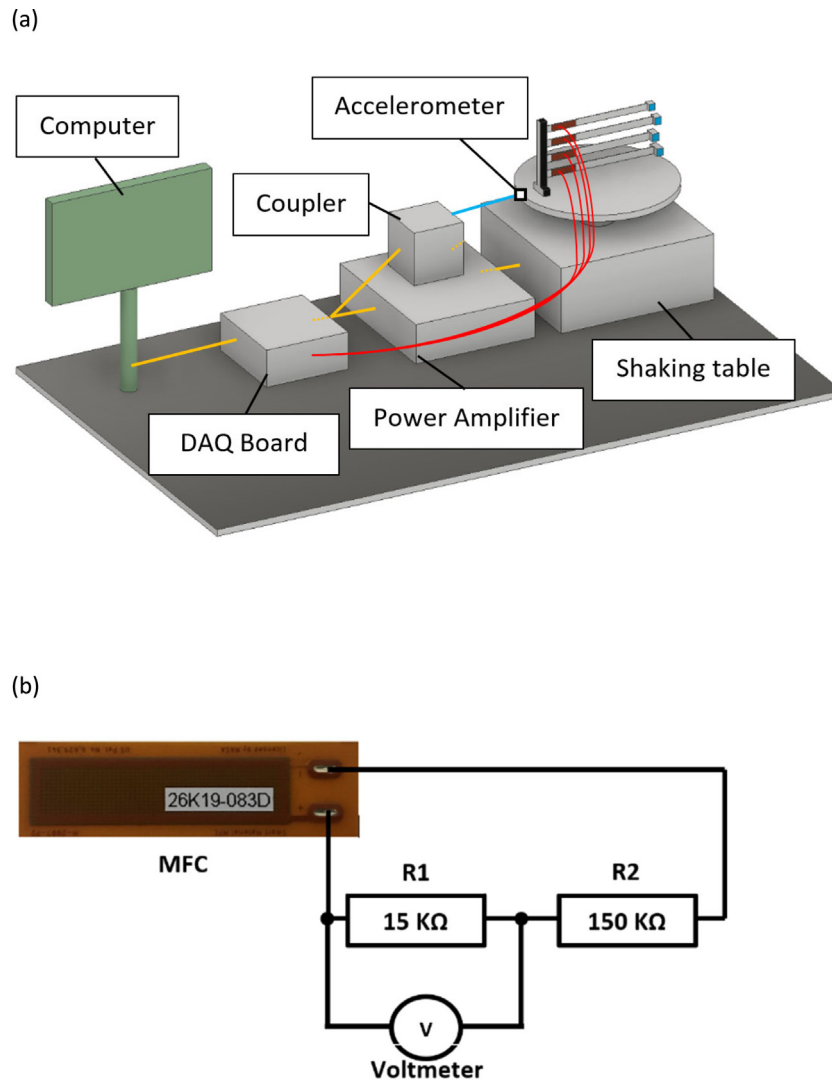 (a)
Computer
Accelerometer
Coupler
Shaking table
Power Amplifier
DAQ Board
(b)
26K19-083D
MFC
R1
R2
15 KΩ
150 KΩ
V
Voltmeter